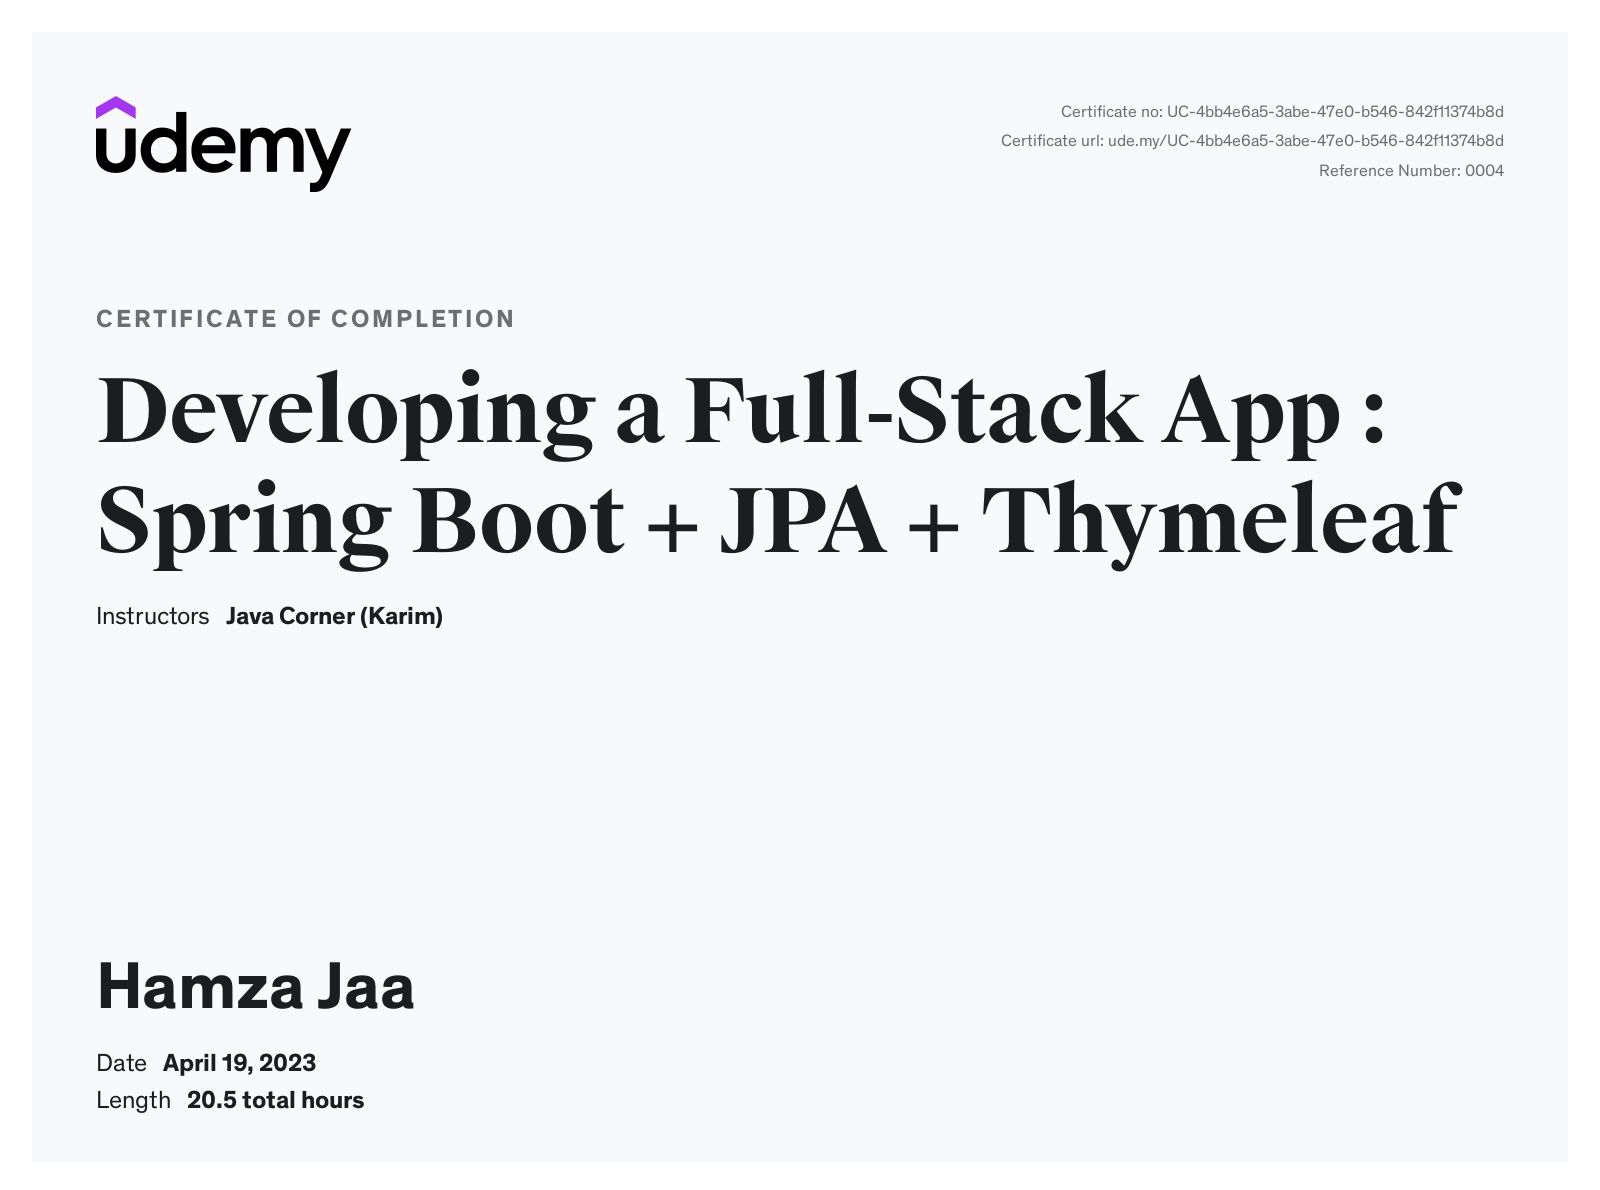 udemy
Certificate no: UC-4bb4e6a5-3abe-47e0-b546-842f11374b8d
Certificate url: ude.my/UC-4bb4e6a5-3abe-47e0-b546-842f11374b8d
Reference Number: 0004
CERTIFICATE OF COMPLETION
Developing a Full-Stack App :
Spring Boot + JPA + Thymeleaf
Instructors Java Corner (Karim)
Hamza Jaa
Date April 19, 2023
Length 20.5 total hours